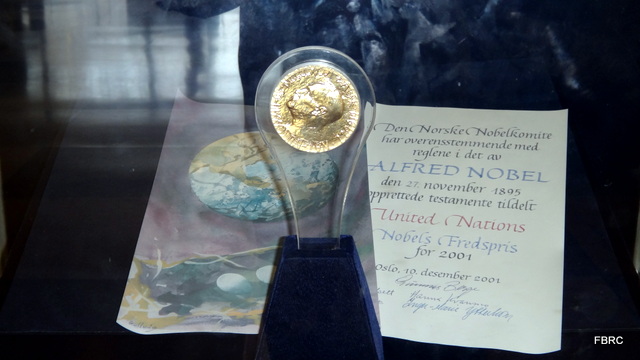 Den Norske Nobelkomite
har overensstemmende med
reglene i det av
ALFRED NOBEL
den 27. november 1895
opprettede testamente tildelt
United Nations
Nobels Fredspris
for 2001
Oslo, 10. desember 2001
FBRC